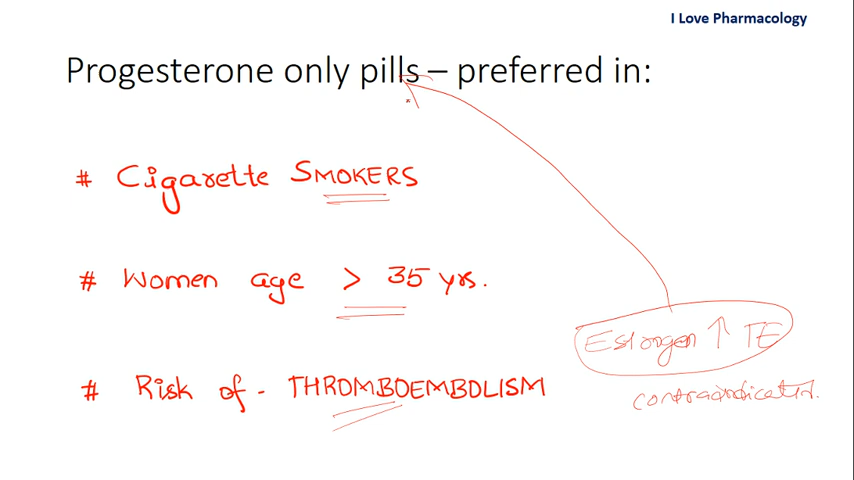 I Love Pharmacology
Progesterone only pills – preferred in:
# Cigarette SMOKERS
# Women age > 35 yrs.
Estrogen ↑ TE
# Risk of - THROMBOEMBOLISM
contraindicated.